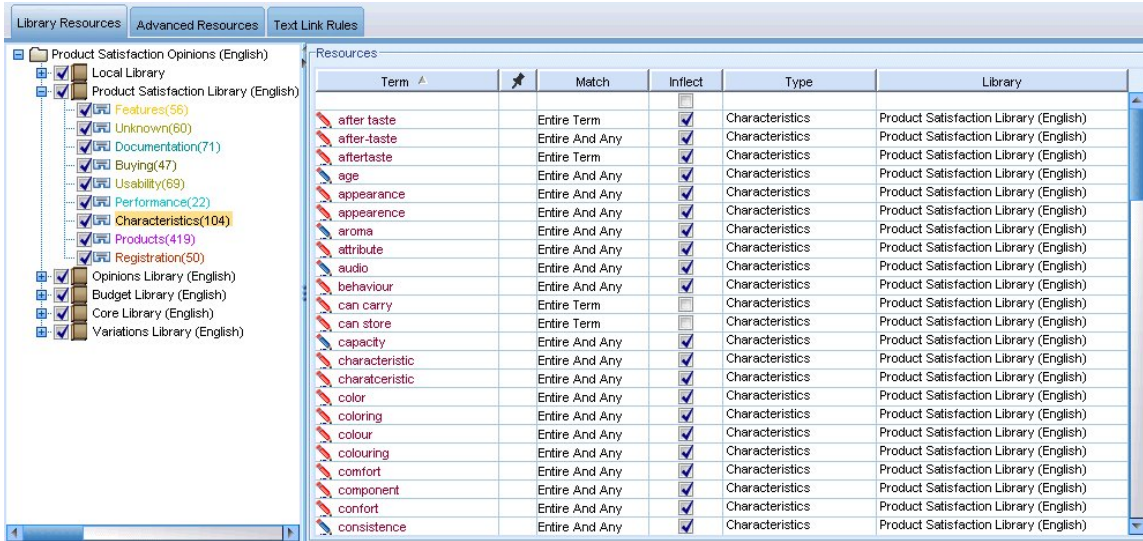 Library Resources Advanced Resources Text Link Rules
Product Satisfaction Opinions (English)
Local Library
Product Satisfaction Library (English)
Features(56)
Unknown(60)
Documentation(71)
Buying(47)
Usability(69)
Performance(22)
Characteristics(104)
Products(419)
Registration(50)
Opinions Library (English)
Budget Library (English)
Core Library (English)
Variations Library (English)
Resources
Term Match Inflect Type Library
after taste Entire Term Characteristics Product Satisfaction Library (English)
after-taste Entire And Any Characteristics Product Satisfaction Library (English)
aftertaste Entire Term Characteristics Product Satisfaction Library (English)
age Entire And Any Characteristics Product Satisfaction Library (English)
appearance Entire And Any Characteristics Product Satisfaction Library (English)
appearence Entire And Any Characteristics Product Satisfaction Library (English)
aroma Entire And Any Characteristics Product Satisfaction Library (English)
attribute Entire And Any Characteristics Product Satisfaction Library (English)
audio Entire And Any Characteristics Product Satisfaction Library (English)
behaviour Entire And Any Characteristics Product Satisfaction Library (English)
can carry Entire Term Characteristics Product Satisfaction Library (English)
can store Entire Term Characteristics Product Satisfaction Library (English)
capacity Entire And Any Characteristics Product Satisfaction Library (English)
characteristic Entire And Any Characteristics Product Satisfaction Library (English)
charatceristic Entire And Any Characteristics Product Satisfaction Library (English)
color Entire And Any Characteristics Product Satisfaction Library (English)
coloring Entire And Any Characteristics Product Satisfaction Library (English)
colour Entire And Any Characteristics Product Satisfaction Library (English)
colouring Entire And Any Characteristics Product Satisfaction Library (English)
comfort Entire And Any Characteristics Product Satisfaction Library (English)
component Entire And Any Characteristics Product Satisfaction Library (English)
confort Entire And Any Characteristics Product Satisfaction Library (English)
consistence Entire And Any Characteristics Product Satisfaction Library (English)